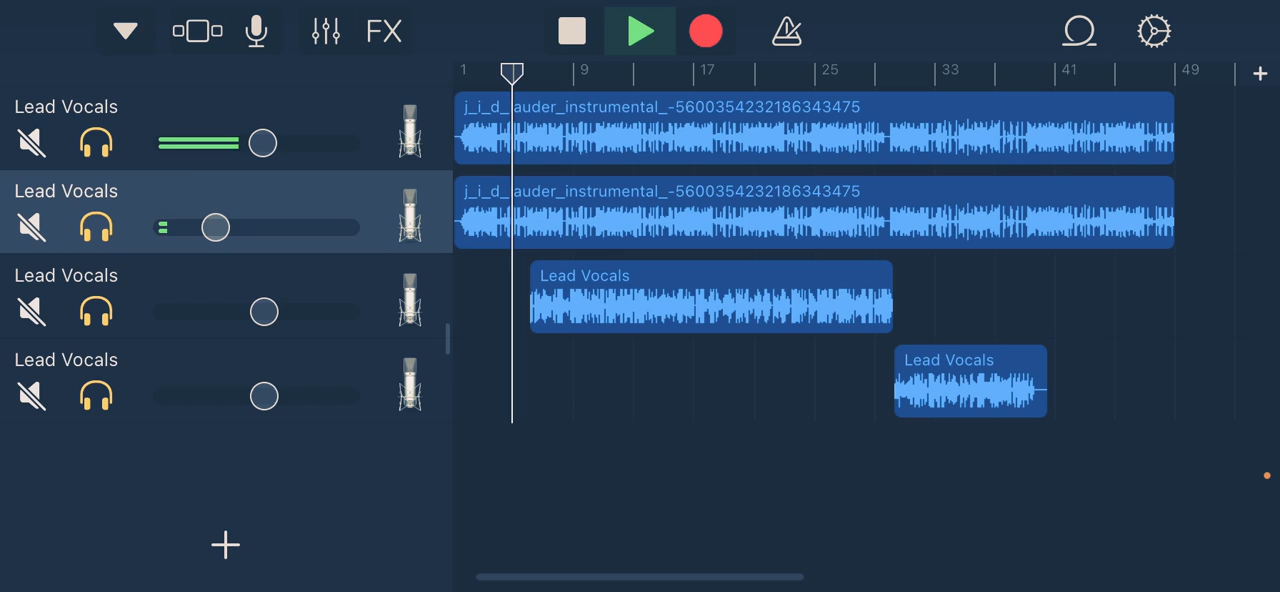 FX
1 9 17 25 33 41 49
Lead Vocals
j_i_d_ auder_instrumental_-5600354232186343475
Lead Vocals
j_i_d_ auder_instrumental_-5600354232186343475
Lead Vocals
Lead Vocals
Lead Vocals
Lead Vocals